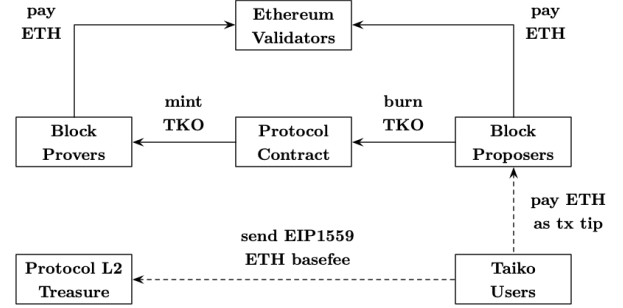 pay
ETH
Ethereum
Validators
pay
ETH
mint
TKO
burn
TKO
Block
Provers
Protocol
Contract
Block
Proposers
pay ETH
as tx tip
send EIP1559
ETH basefee
Protocol L2
Treasure
Taiko
Users